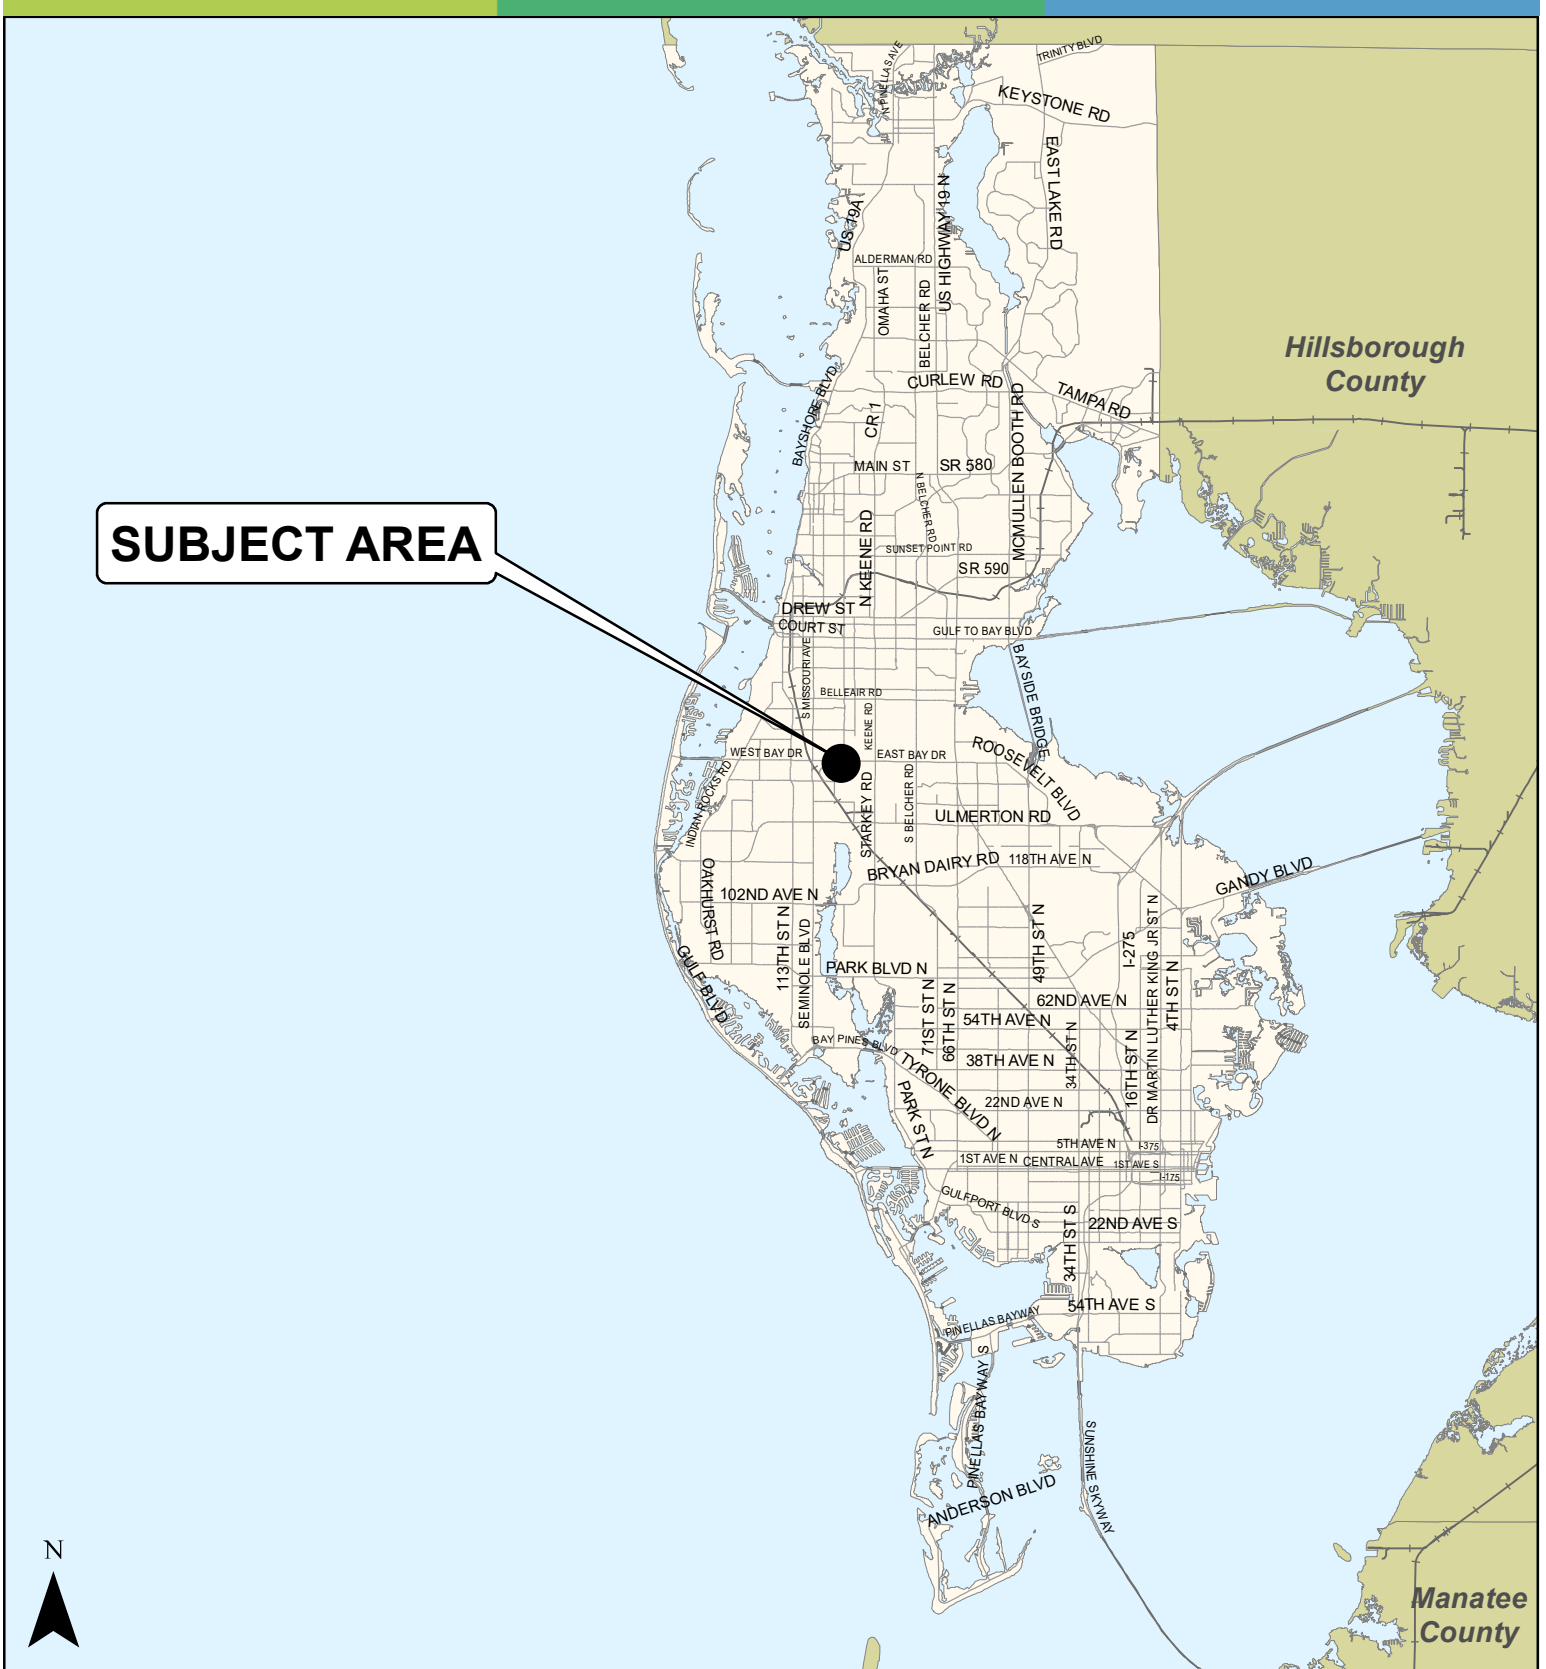 N PINELLAS AVE
TRINITY BLVD
KEYSTONE RD
EAST LAKE RD
US HIGHWAY 19 N
US 19A
ALDERMAN RD
OMAHA ST
BELCHER RD
Hillsborough
County
CURLEW RD
TAMPA RD
BAYSHORE BLVD
CR 1
MCMULLEN BOOTH RD
MAIN ST
SR 580
N BELCHER RD
SUBJECT AREA
N KEENE RD
SUNSET POINT RD
SR 590
DREW ST
COURT ST
GULF TO BAY BLVD
S MISSOURI AVE
BAYSIDE BRIDGE
BELLEAIR RD
KEENE RD
WEST BAY DR
EAST BAY DR
ROOSEVELT BLVD
INDIAN ROCKS RD
STARKEY RD
S BELCHER RD
ULMERTON RD
BRYAN DAIRY RD
118TH AVE N
GANDY BLVD
OAKHURST RD
102ND AVE N
113TH ST N
SEMINOLE BLVD
49TH ST N
I-275
DR MARTIN LUTHER KING JR ST N
4TH ST N
GULF BLVD
PARK BLVD N
71ST ST N
66TH ST N
62ND AVE N
54TH AVE N
34TH ST N
16TH ST N
BAY PINES BLVD
TYRONE BLVD N
38TH AVE N
PARK ST N
22ND AVE N
5TH AVE N
I-375
1ST AVE N
CENTRAL AVE
1ST AVE S
I-175
GULFPORT BLVD S
34TH ST S
22ND AVE S
54TH AVE S
PINELLAS BAYWAY
PINELLAS BAYWAY S
SUNSHINE SKYWAY
ANDERSON BLVD
N
Manatee
County